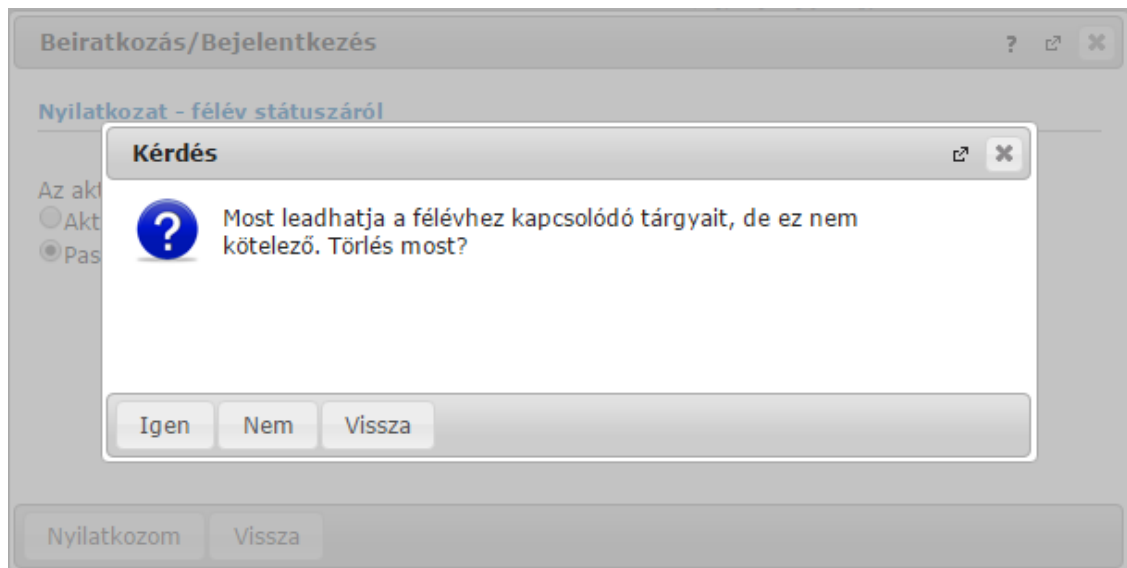 Beiratkozás/Bejelentkezés
?
Nyilatkozat - félév státuszáról
Kérdés
Az
Most leadhatja a félévhez kapcsolódó tárgyait, de ez nem
kötelező. Törlés most?
Igen Nem Vissza
Nyilatkozom Vissza